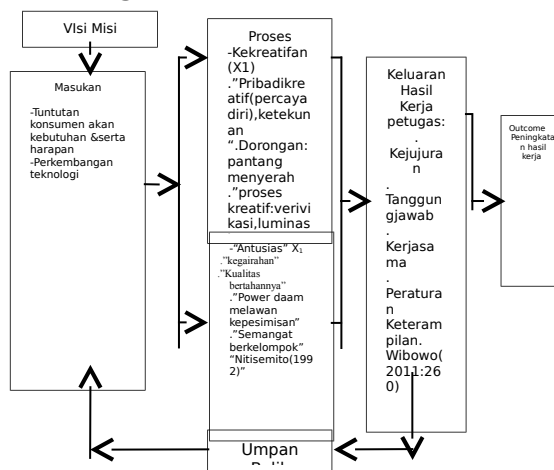 VIsi Misi
Masukan
-Tuntutan
konsumen akan
kebutuhan &serta
harapan
-Perkembangan
teknologi
Proses
-Kekreatifan
(X1)
.”Pribadikre
atif(percaya
diri),ketekun
an
“.Dorongan:
pantang
menyerah
.”proses
kreatif:verivi
kasi,luminas
-“Antusias” X₁
.”kegairahan”
.”Kualitas
bertahannya”
.”Power daam
melawan
kepesimisan”
.”Semangat
berkelompok”
“Nitisemito(199
2)”
Umpan
Keluaran
Hasil
Kerja
petugas:
.
Kejujura
n
.
Tanggun
gjawab
.
Kerjasa
ma
.
Peratura
n
Keteram
pilan.
Wibowo(
2011:26
0)
Outcome
Peningkata
n hasil
kerja